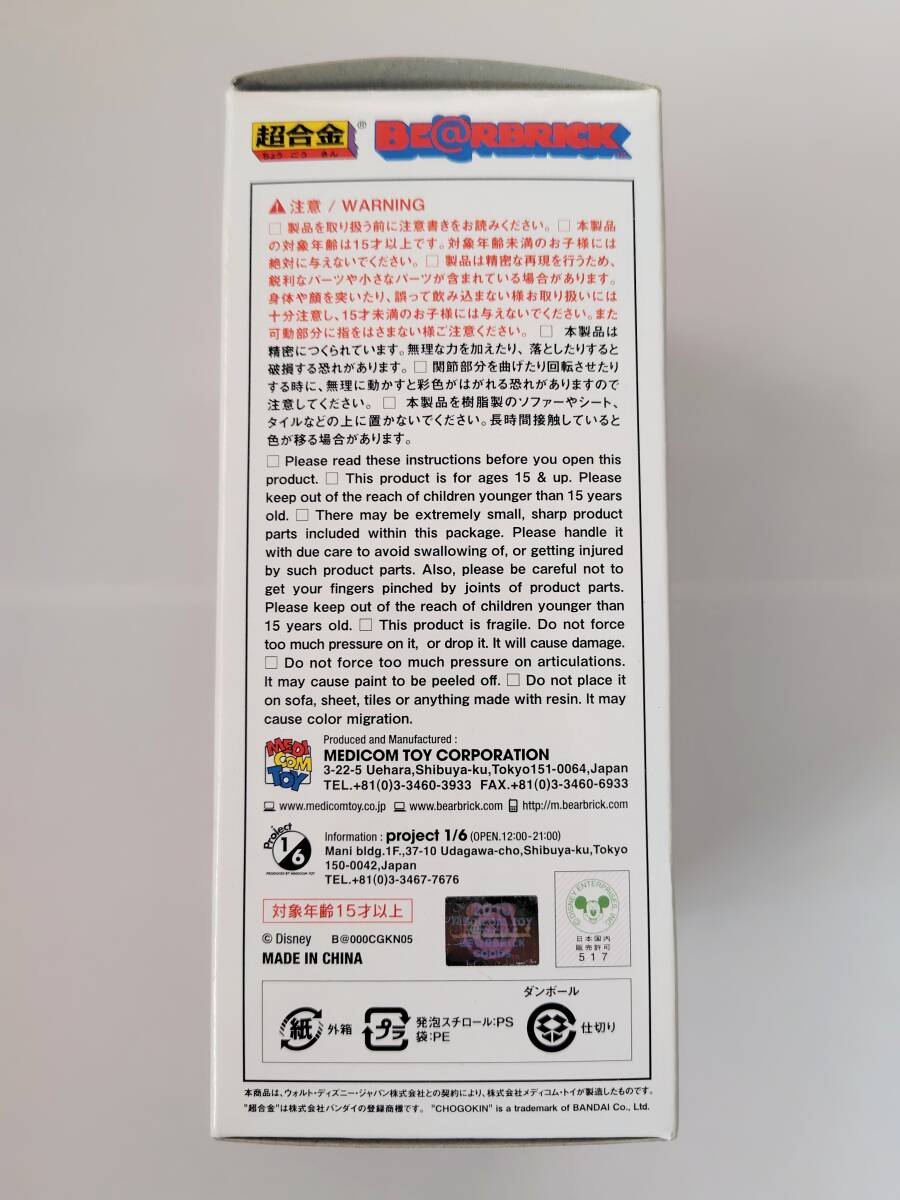 超合金® BE@RBRICK TM
ちょう ごう きん
注意 / WARNING
□ 製品を取り扱う前に注意書きをお読みください。 □ 本製品
の対象年齢は15才以上です。対象年齢未満のお子様には
絶対に与えないでください。 □ 製品は精密な再現を行うため、
鋭利なパーツや小さなパーツが含まれている場合があります。
身体や顔を突いたり、誤って飲み込まない様お取り扱いには
十分注意し、15才未満のお子様には与えないでください。また
可動部分に指をはさまない様ご注意ください。 □ 本製品は
精密につくられています。無理な力を加えたり、落としたりすると
破損する恐れがあります。 □ 関節部分を曲げたり回転させたり
する時に、無理に動かすと彩色がはがれる恐れがありますので
注意してください。 □ 本製品を樹脂製のソファーやシート、
タイルなどの上に置かないでください。長時間接触していると
色が移る場合があります。
□ Please read these instructions before you open this
product. □ This product is for ages 15 & up. Please
keep out of the reach of children younger than 15 years
old. □ There may be extremely small, sharp product
parts included within this package. Please handle it
with due care to avoid swallowing of, or getting injured
by such product parts. Also, please be careful not to
get your fingers pinched by joints of product parts.
Please keep out of the reach of children younger than
15 years old. □ This product is fragile. Do not force
too much pressure on it, or drop it. It will cause damage.
□ Do not force too much pressure on articulations.
It may cause paint to be peeled off. □ Do not place it
on sofa, sheet, tiles or anything made with resin. It may
cause color migration.
MEDI COM TOY
Produced and Manufactured :
MEDICOM TOY CORPORATION
3-22-5 Uehara,Shibuya-ku,Tokyo151-0064,Japan
TEL.+81(0)3-3460-3933 FAX.+81(0)3-3460-6933
www.medicomtoy.co.jp www.bearbrick.com http://m.bearbrick.com
Project 1/6
PRODUCED BY MEDICOM TOY
Information : project 1/6 (OPEN.12:00-21:00)
Mani bldg.1F.,37-10 Udagawa-cho,Shibuya-ku,Tokyo
150-0042,Japan
TEL.+81(0)3-3467-7676
対象年齢15才以上
© Disney B@000CGKN05
MADE IN CHINA
MEDICOM TOY
BE@RBRICK
GOODS
©DISNEY ENTERPRISES, INC.
日本国内
販売許可
517
紙 外箱
プラ 発泡スチロール:PS
袋:PE
ダンボール
仕切り
本商品は、ウォルト・ディズニー・ジャパン株式会社との契約により、株式会社メディコム・トイが製造したものです。
"超合金"は株式会社バンダイの登録商標です。 "CHOGOKIN" is a trademark of BANDAI Co., Ltd.